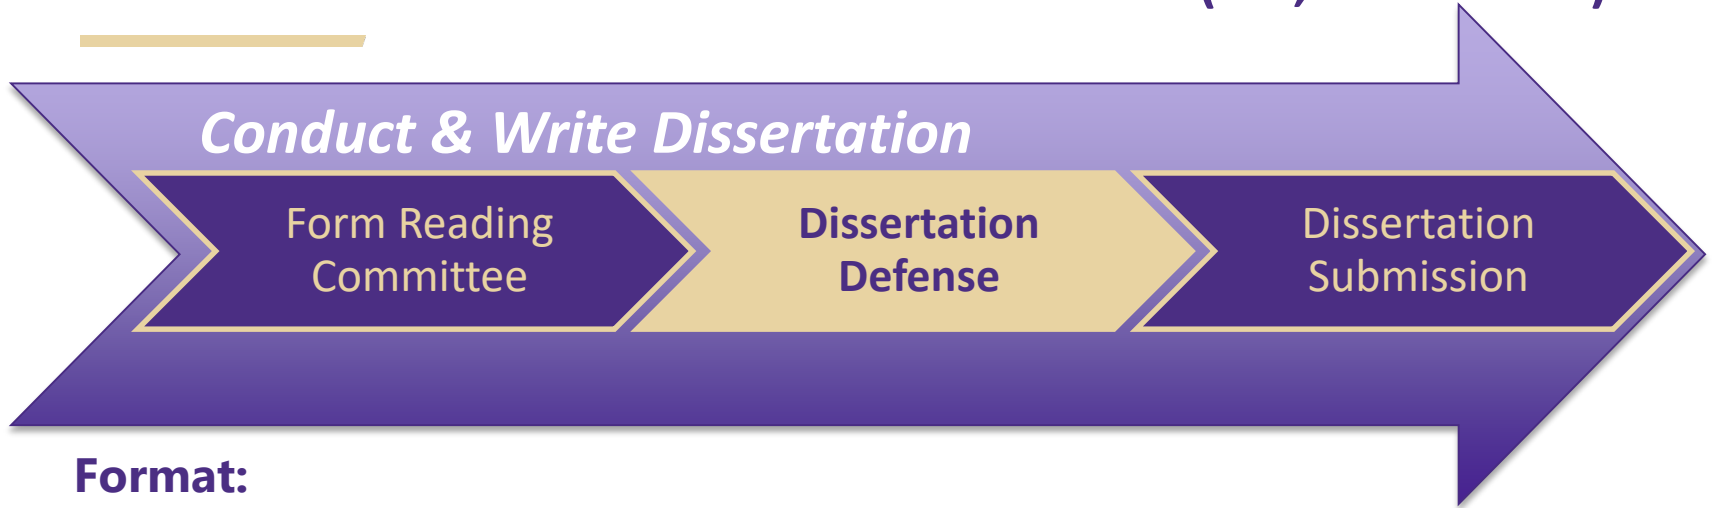 Conduct & Write Dissertation
Form Reading
Committee
Dissertation
Defense
Dissertation
Submission
Format: